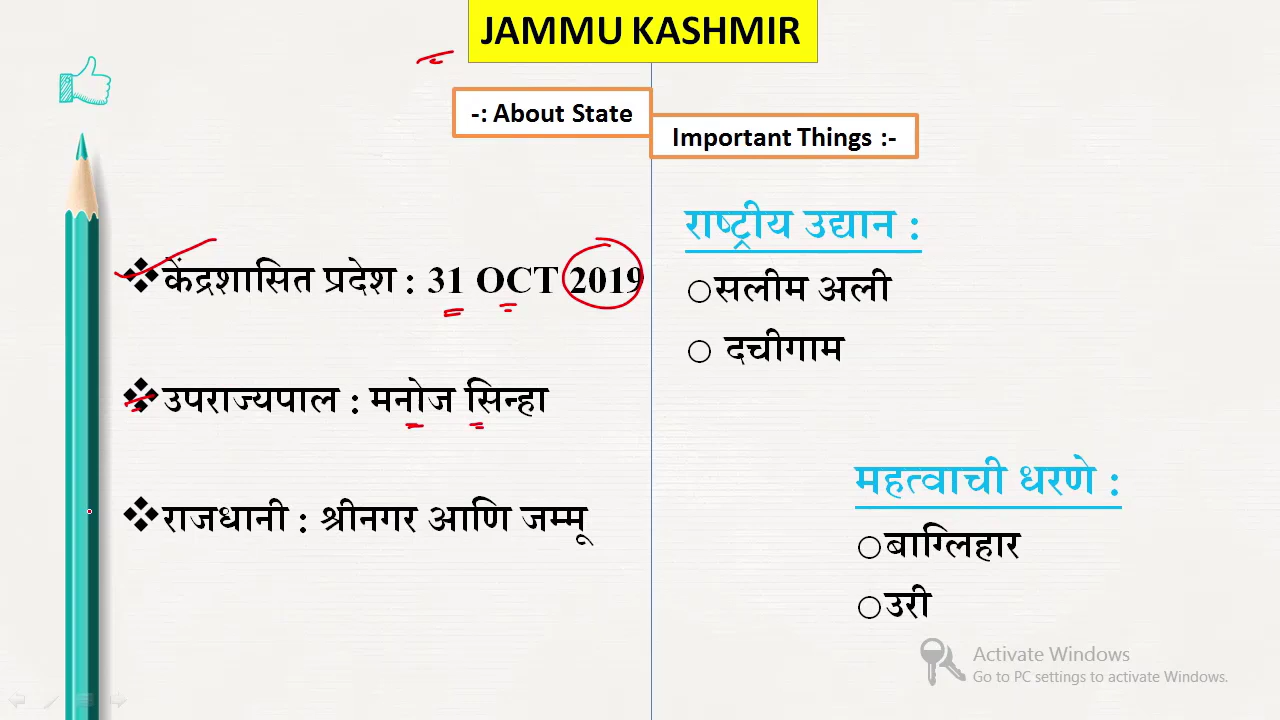 JAMMU KASHMIR
-: About State
Important Things :-
केंद्रशासित प्रदेश : 31 OCT 2019
उपराज्यपाल : मनोज सिन्हा
राजधानी : श्रीनगर आणि जम्मू
राष्ट्रीय उद्यान :
सलीम अली
दचीगाम
महत्वाची धरणे :
बाग्लिहार
उरी
Activate Windows
Go to PC settings to activate Windows.